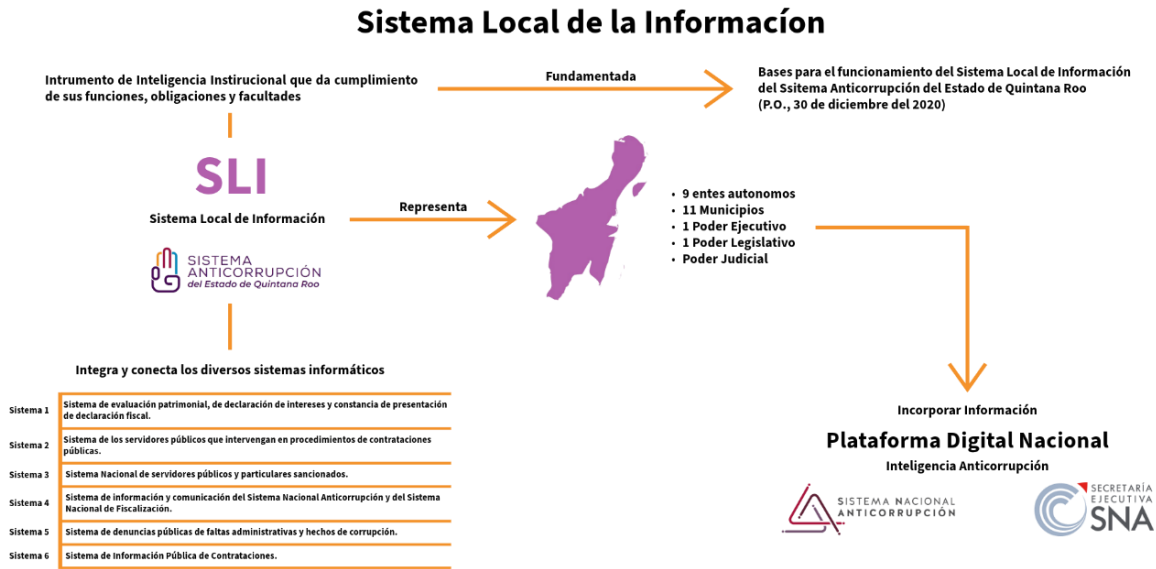 Sistema Local de la Informacíon
Intrumento de Inteligencia Instirucional que da cumplimiento
de sus funciones, obligaciones y facultades
Fundamentada
Bases para el funcionamiento del Sistema Local de Información
del Ssitema Anticorrupción del Estado de Quintana Roo
(P.O., 30 de diciembre del 2020)
SLI
Sistema Local de Información
Representa
• 9 entes autonomos
• 11 Municipios
• 1 Poder Ejecutivo
• 1 Poder Legislativo
• Poder Judicial
SISTEMA
ANTICORRUPCIÓN
del Estado de Quintana Roo
Integra y conecta los diversos sistemas informáticos
Sistema 1
Sistema de evaluación patrimonial, de declaración de intereses y constancia de presentación
de declaración fiscal.
Sistema 2
Sistema de los servidores públicos que intervengan en procedimientos de contrataciones
públicas.
Sistema 3
Sistema Nacional de servidores públicos y particulares sancionados.
Sistema 4
Sistema de información y comunicación del Sistema Nacional Anticorrupción y del Sistema
Nacional de Fiscalización.
Sistema 5
Sistema de denuncias públicas de faltas administrativas y hechos de corrupción.
Sistema 6
Sistema de Información Pública de Contrataciones.
Incorporar Información
Plataforma Digital Nacional
Inteligencia Anticorrupción
SISTEMA NACIONAL
ANTICORRUPCIÓN
SECRETARÍA
EJECUTIVA
SNA